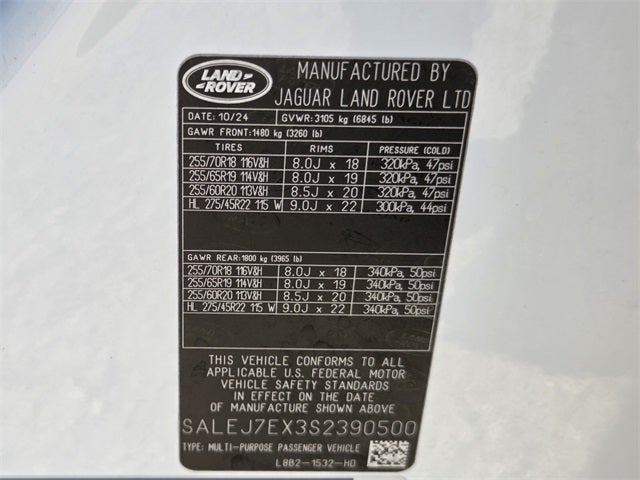 LAND ROVER
MANUFACTURED BY
JAGUAR LAND ROVER LTD
DATE: 10/24 GVWR: 3105 kg (6845 lb)
GAWR FRONT: 1480 kg (3260 lb)
TIRES RIMS PRESSURE (COLD)
255/70R18 116V&H 8.0J x 18 320kPa, 47psi
255/65R19 114V&H 8.0J x 19 320kPa, 47psi
255/60R20 113V&H 8.5J x 20 320kPa, 47psi
HL 275/45R22 115 W 9.0J x 22 300kPa, 44psi
GAWR REAR: 1800 kg (3965 lb)
255/70R18 116V&H 8.0J x 18 340kPa, 50psi
255/65R19 114V&H 8.0J x 19 340kPa, 50psi
255/60R20 113V&H 8.5J x 20 340kPa, 50psi
HL 275/45R22 115 W 9.0J x 22 340kPa, 50psi
THIS VEHICLE CONFORMS TO ALL
APPLICABLE U.S. FEDERAL MOTOR
VEHICLE SAFETY STANDARDS
IN EFFECT ON THE DATE
OF MANUFACTURE SHOWN ABOVE
SALEJ7EX3S2390500
TYPE: MULTI-PURPOSE PASSENGER VEHICLE
L8B2-1532-HD